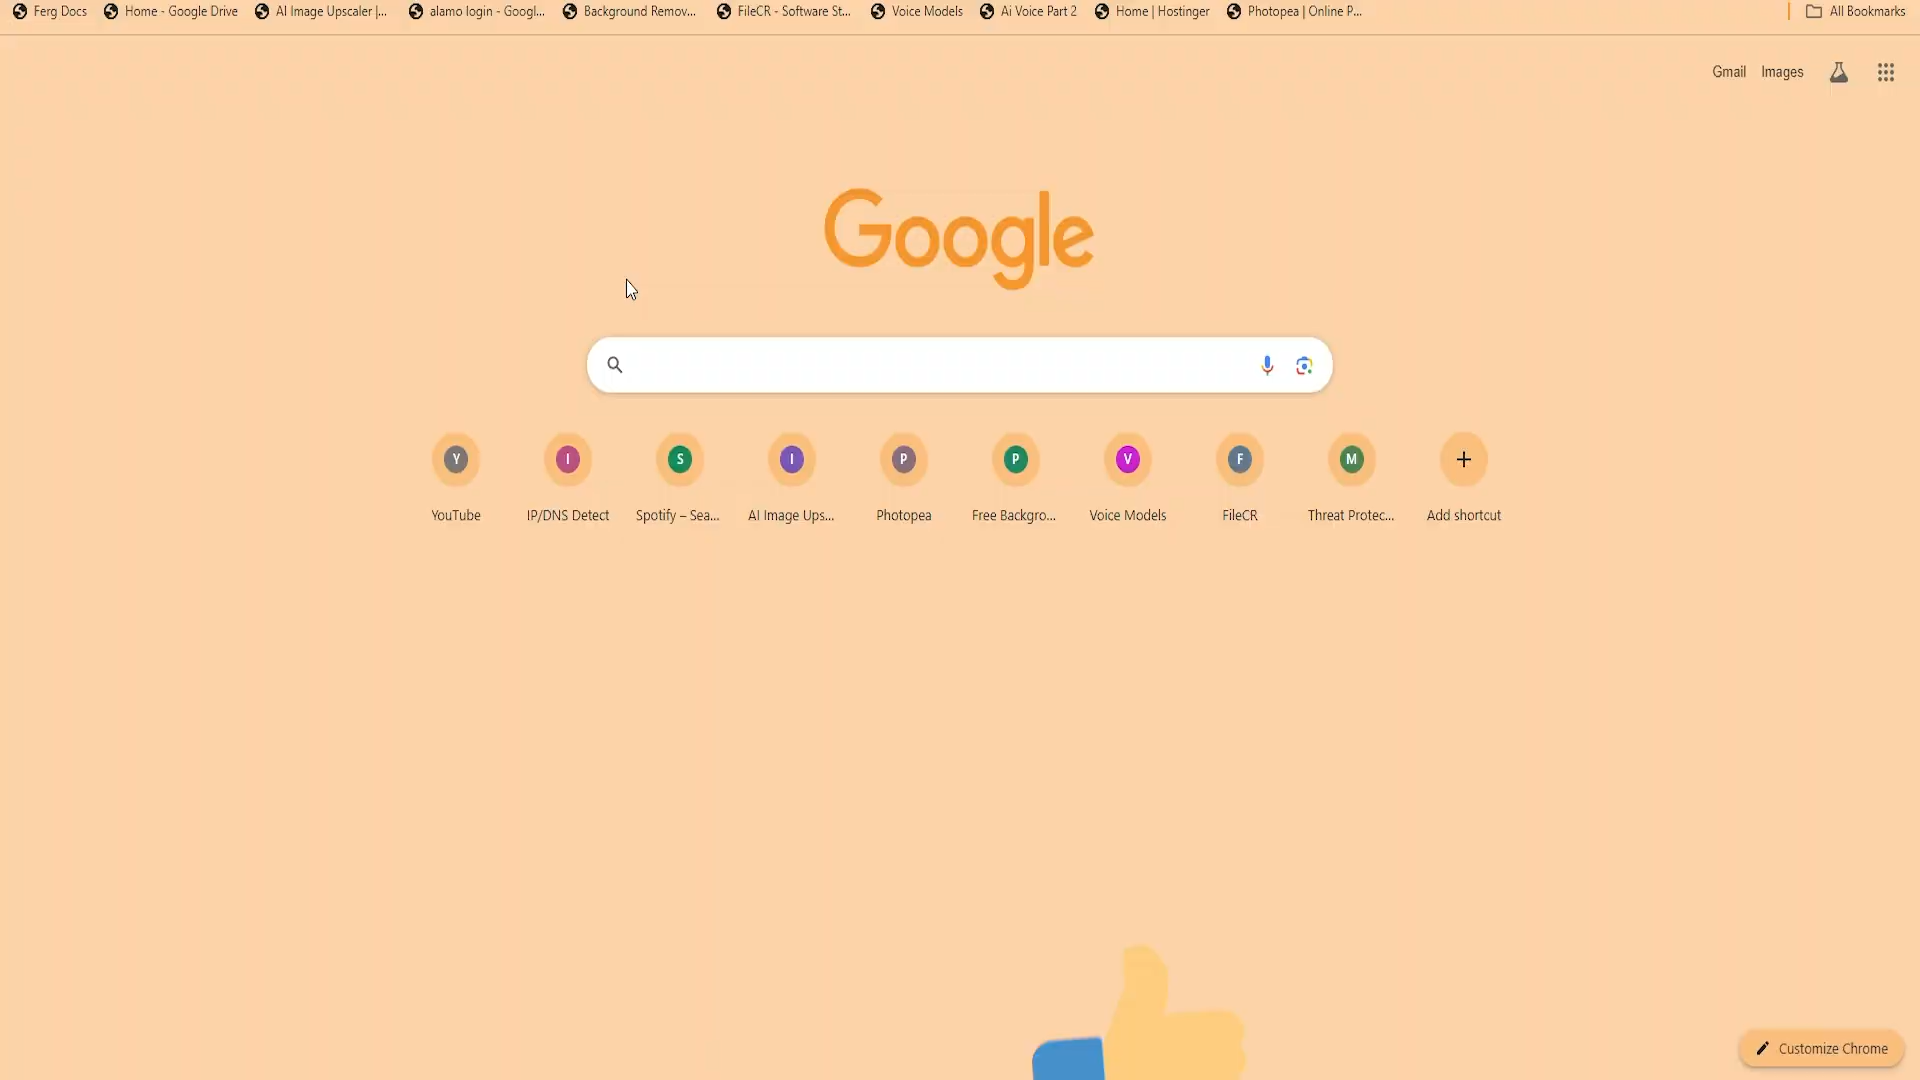 Ferg Docs Home - Google Drive AI Image Upscaler |... alamo login - Googl... Background Remov... FileCR - Software St... Voice Models Ai Voice Part 2 Home | Hostinger Photopea | Online P... All Bookmarks
Gmail Images
Google
Y I S I P P V F M
YouTube IP/DNS Detect Spotify – Sea... AI Image Ups... Photopea Free Backgro... Voice Models FileCR Threat Protec... Add shortcut
Customize Chrome